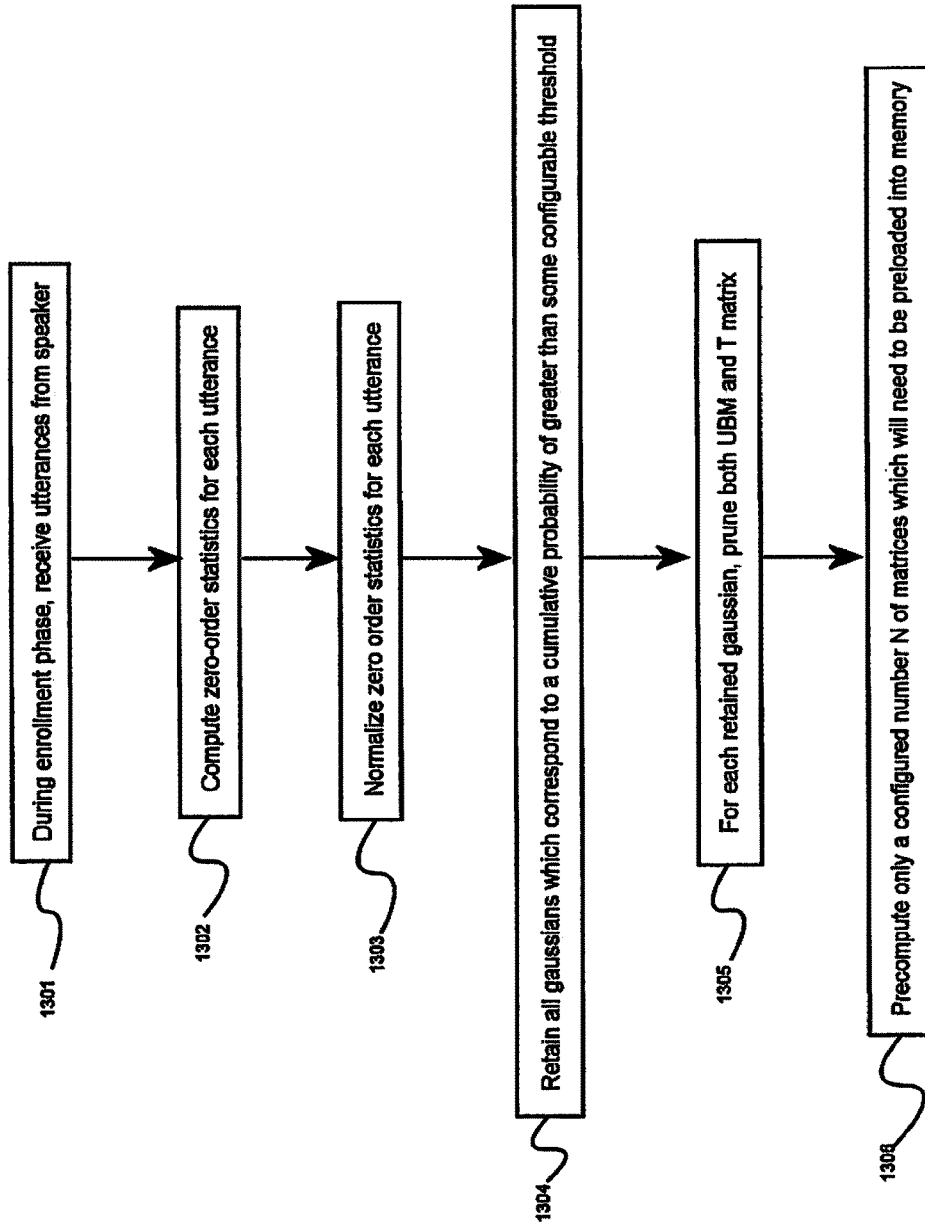 During enrollment phase, receive utterances from speaker
1301
Compute zero-order statistics for each utterance
1302
Normalize zero order statistics for each utterance
1303
Retain all gaussians which correspond to a cumulative probability of greater than some configurable threshold
1304
For each retained gaussian, prune both UBM and T matrix
1305
Precompute only a configured number N of matrices which will need to be preloaded into memory
1306